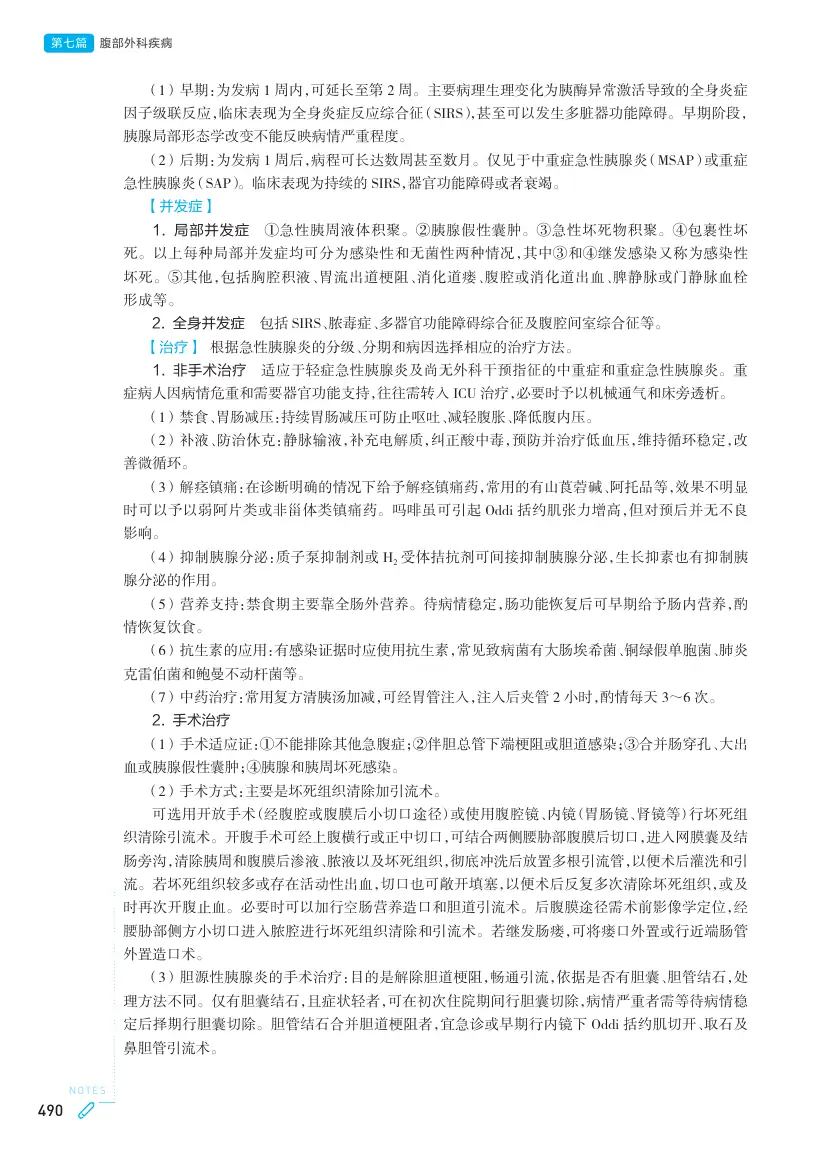 第七篇 腹部外科疾病
（1）早期：为发病 1 周内，可延长至第 2 周。主要病理生理变化为胰酶异常激活导致的全身炎症
因子级联反应，临床表现为全身炎症反应综合征（SIRS），甚至可以发生多脏器功能障碍。早期阶段，
胰腺局部形态学改变不能反映病情严重程度。
（2）后期：为发病 1 周后，病程可长达数周甚至数月。仅见于中重症急性胰腺炎（MSAP）或重症
急性胰腺炎（SAP）。临床表现为持续的 SIRS，器官功能障碍或者衰竭。
【并发症】
1. 局部并发症 ①急性胰周液体积聚。②胰腺假性囊肿。③急性坏死物积聚。④包裹性坏
死。以上每种局部并发症均可分为感染性和无菌性两种情况，其中③和④继发感染又称为感染性
坏死。⑤其他，包括胸腔积液、胃流出道梗阻、消化道瘘、腹腔或消化道出血、脾静脉或门静脉血栓
形成等。
2. 全身并发症 包括 SIRS、脓毒症、多器官功能障碍综合征及腹腔间室综合征等。
【治疗】 根据急性胰腺炎的分级、分期和病因选择相应的治疗方法。
1. 非手术治疗 适应于轻症急性胰腺炎及尚无外科干预指征的中重症和重症急性胰腺炎。重
症病人因病情危重和需要器官功能支持，往往需转入 ICU 治疗，必要时予以机械通气和床旁透析。
（1）禁食、胃肠减压：持续胃肠减压可防止呕吐、减轻腹胀、降低腹内压。
（2）补液、防治休克：静脉输液，补充电解质，纠正酸中毒，预防并治疗低血压，维持循环稳定，改
善微循环。
（3）解痉镇痛：在诊断明确的情况下给予解痉镇痛药，常用的有山莨菪碱、阿托品等，效果不明显
时可以予以弱阿片类或非甾体类镇痛药。吗啡虽可引起 Oddi 括约肌张力增高，但对预后并无不良
影响。
（4）抑制胰腺分泌：质子泵抑制剂或 H₂ 受体拮抗剂可间接抑制胰腺分泌，生长抑素也有抑制胰
腺分泌的作用。
（5）营养支持：禁食期主要靠全肠外营养。待病情稳定，肠功能恢复后可早期给予肠内营养，酌
情恢复饮食。
（6）抗生素的应用：有感染证据时应使用抗生素，常见致病菌有大肠埃希菌、铜绿假单胞菌、肺炎
克雷伯菌和鲍曼不动杆菌等。
（7）中药治疗：常用复方清胰汤加减，可经胃管注入，注入后夹管 2 小时，酌情每天 3～6 次。
2. 手术治疗
（1）手术适应证：①不能排除其他急腹症；②伴胆总管下端梗阻或胆道感染；③合并肠穿孔、大出
血或胰腺假性囊肿；④胰腺和胰周坏死感染。
（2）手术方式：主要是坏死组织清除加引流术。
可选用开放手术（经腹腔或腹膜后小切口途径）或使用腹腔镜、内镜（胃肠镜、肾镜等）行坏死组
织清除引流术。开腹手术可经上腹横行或正中切口，可结合两侧腰胁部腹膜后切口，进入网膜囊及结
肠旁沟，清除胰周和腹膜后渗液、脓液以及坏死组织，彻底冲洗后放置多根引流管，以便术后灌洗和引
流。若坏死组织较多或存在活动性出血，切口也可敞开填塞，以便术后反复多次清除坏死组织，或及
时再次开腹止血。必要时可以加行空肠营养造口和胆道引流术。后腹膜途径需术前影像学定位，经
腰胁部侧方小切口进入脓腔进行坏死组织清除和引流术。若继发肠瘘，可将瘘口外置或行近端肠管
外置造口术。
（3）胆源性胰腺炎的手术治疗：目的是解除胆道梗阻，畅通引流，依据是否有胆囊、胆管结石，处
理方法不同。仅有胆囊结石，且症状轻者，可在初次住院期间行胆囊切除，病情严重者需等待病情稳
定后择期行胆囊切除。胆管结石合并胆道梗阻者，宜急诊或早期行内镜下 Oddi 括约肌切开、取石及
鼻胆管引流术。
NOTES
490